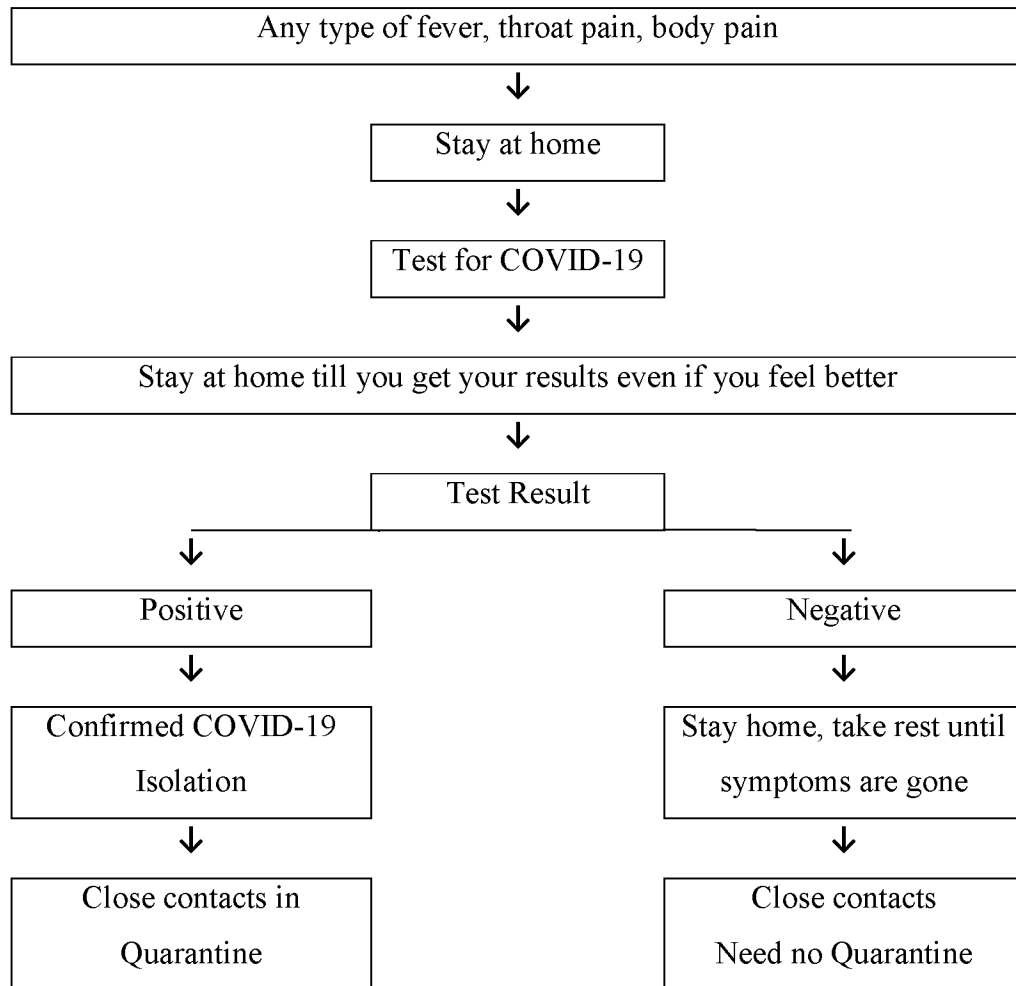 Any type of fever, throat pain, body pain
Stay at home
Test for COVID-19
Stay at home till you get your results even if you feel better
Test Result
Positive
Negative
Confirmed COVID-19
Isolation
Stay home, take rest until
symptoms are gone
Close contacts in
Quarantine
Close contacts
Need no Quarantine